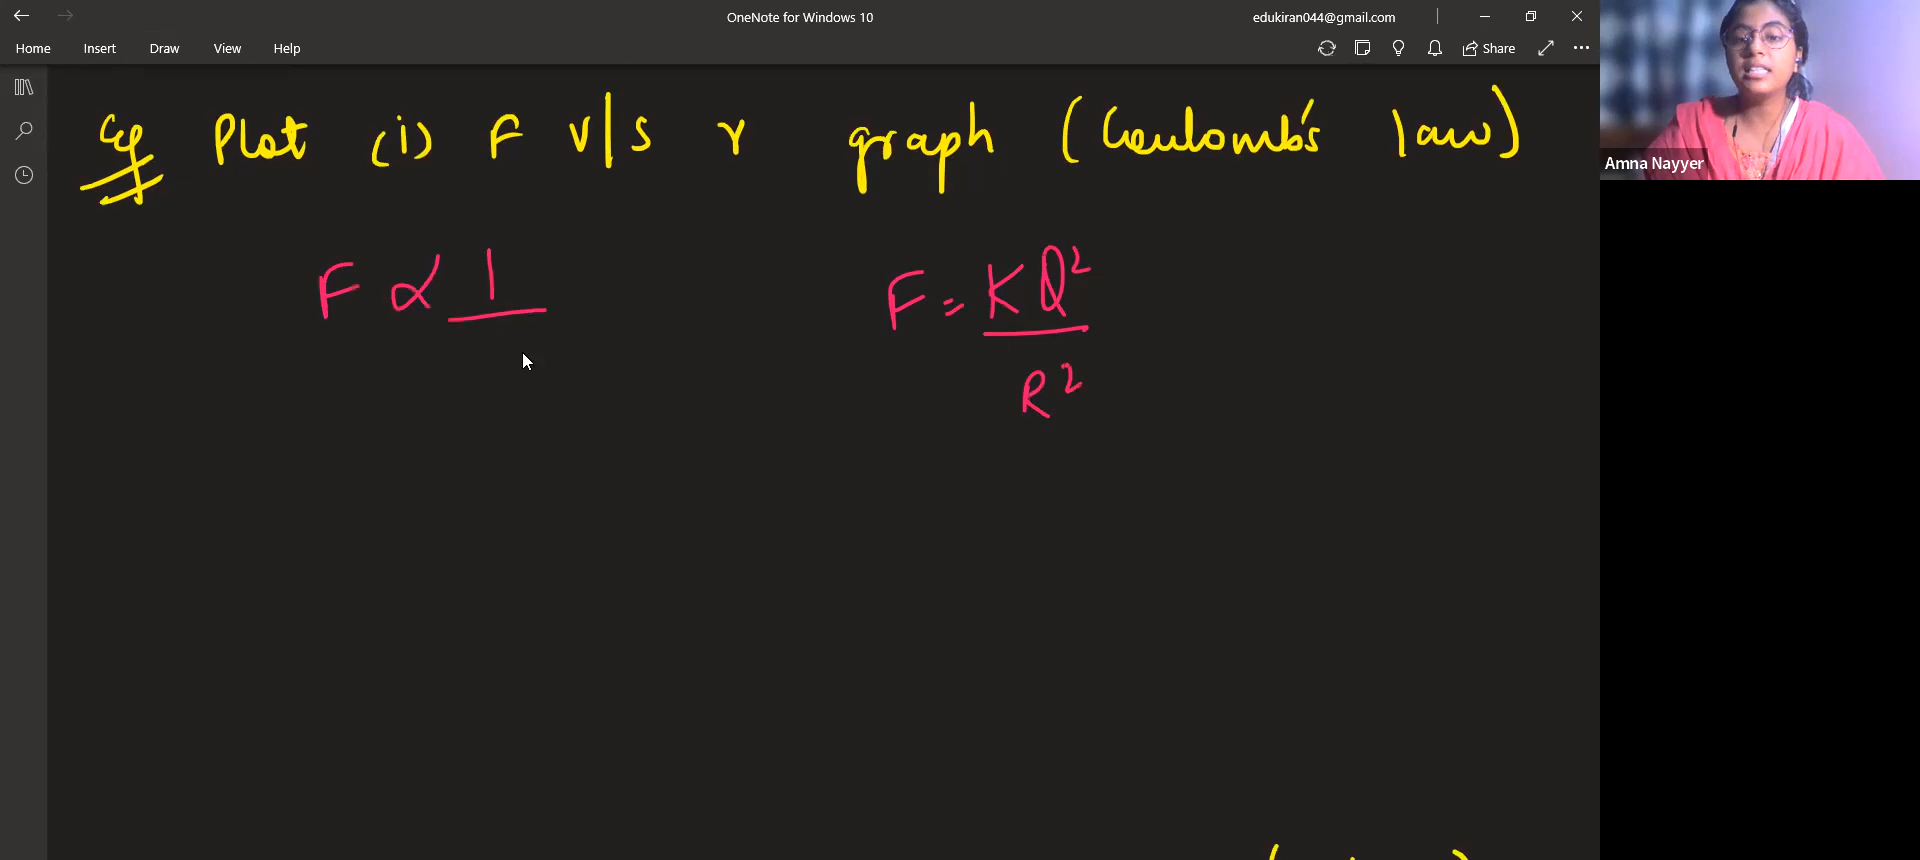 OneNote for Windows 10
edukiran044@gmail.com
Home Insert Draw View Help
Share
Amna Nayyer
eg Plot (i) F v|s r graph (Coulomb's law)
F ∝ 1
F = KQ²
R²